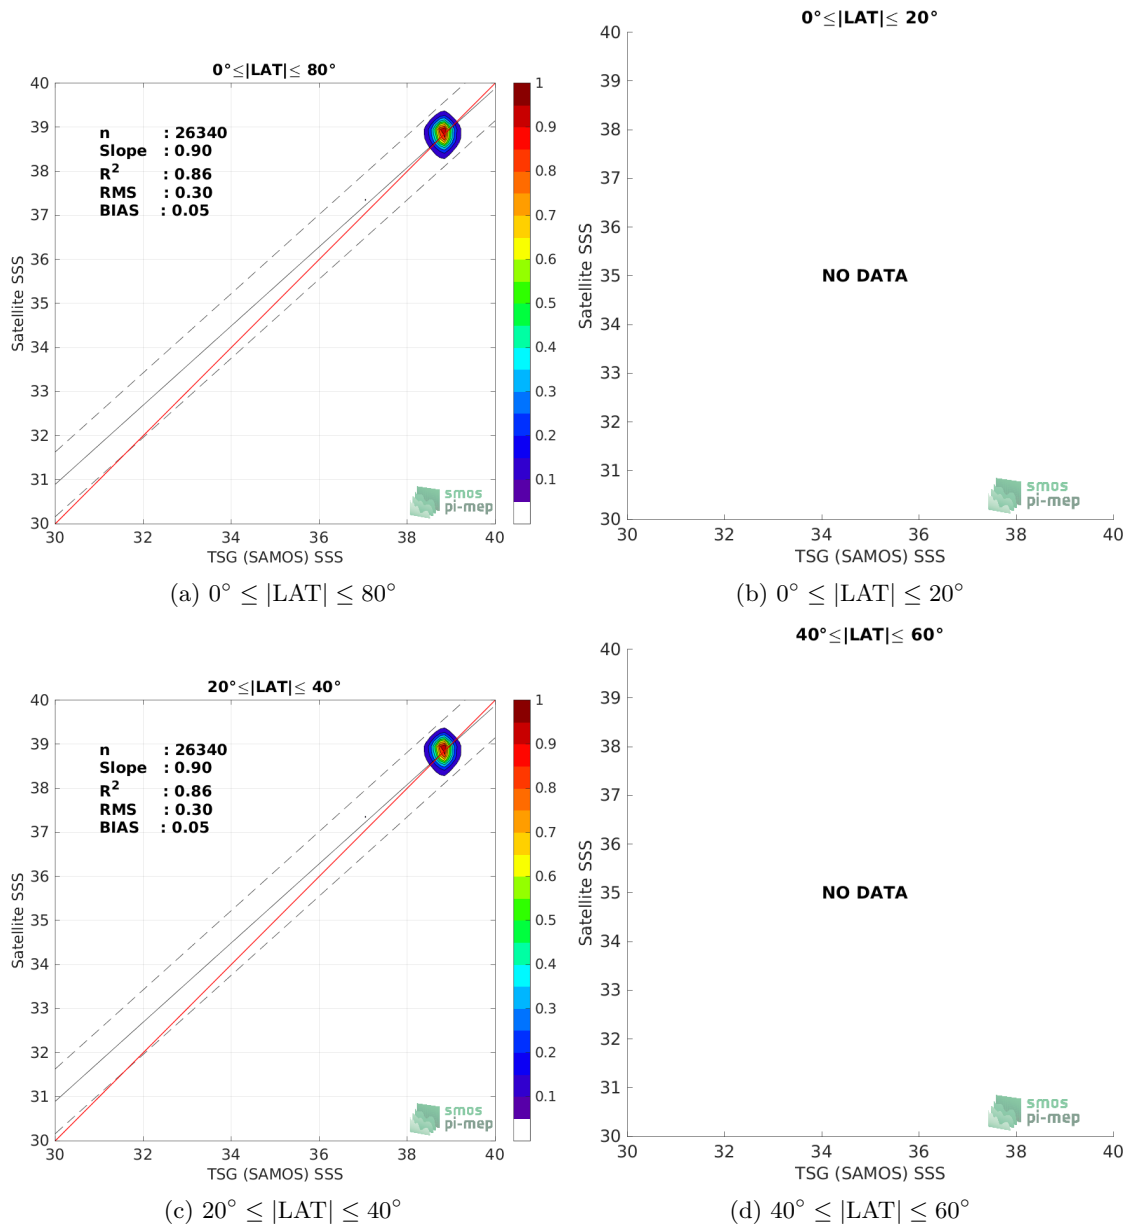 0°≤|LAT|≤ 80°
40
39
38
37
36
35
34
33
32
31
30
Satellite SSS
n : 26340
Slope : 0.90
R² : 0.86
RMS : 0.30
BIAS : 0.05
smos
pi-mep
30 32 34 36 38 40
TSG (SAMOS) SSS
1
0.9
0.8
0.7
0.6
0.5
0.4
0.3
0.2
0.1
(a) 0° ≤ |LAT| ≤ 80°
0°≤|LAT|≤ 20°
40
39
38
37
36
35
34
33
32
31
30
Satellite SSS
NO DATA
smos
pi-mep
30 32 34 36 38 40
TSG (SAMOS) SSS
(b) 0° ≤ |LAT| ≤ 20°
20°≤|LAT|≤ 40°
40
39
38
37
36
35
34
33
32
31
30
Satellite SSS
n : 26340
Slope : 0.90
R² : 0.86
RMS : 0.30
BIAS : 0.05
smos
pi-mep
30 32 34 36 38 40
TSG (SAMOS) SSS
1
0.9
0.8
0.7
0.6
0.5
0.4
0.3
0.2
0.1
(c) 20° ≤ |LAT| ≤ 40°
40°≤|LAT|≤ 60°
40
39
38
37
36
35
34
33
32
31
30
Satellite SSS
NO DATA
smos
pi-mep
30 32 34 36 38 40
TSG (SAMOS) SSS
(d) 40° ≤ |LAT| ≤ 60°